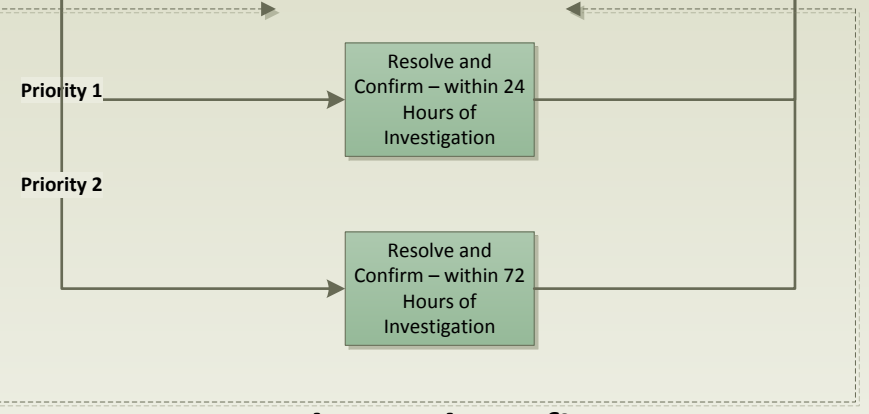 Priority 1
Resolve and
Confirm – within 24
Hours of
Investigation
Priority 2
Resolve and
Confirm – within 72
Hours of
Investigation